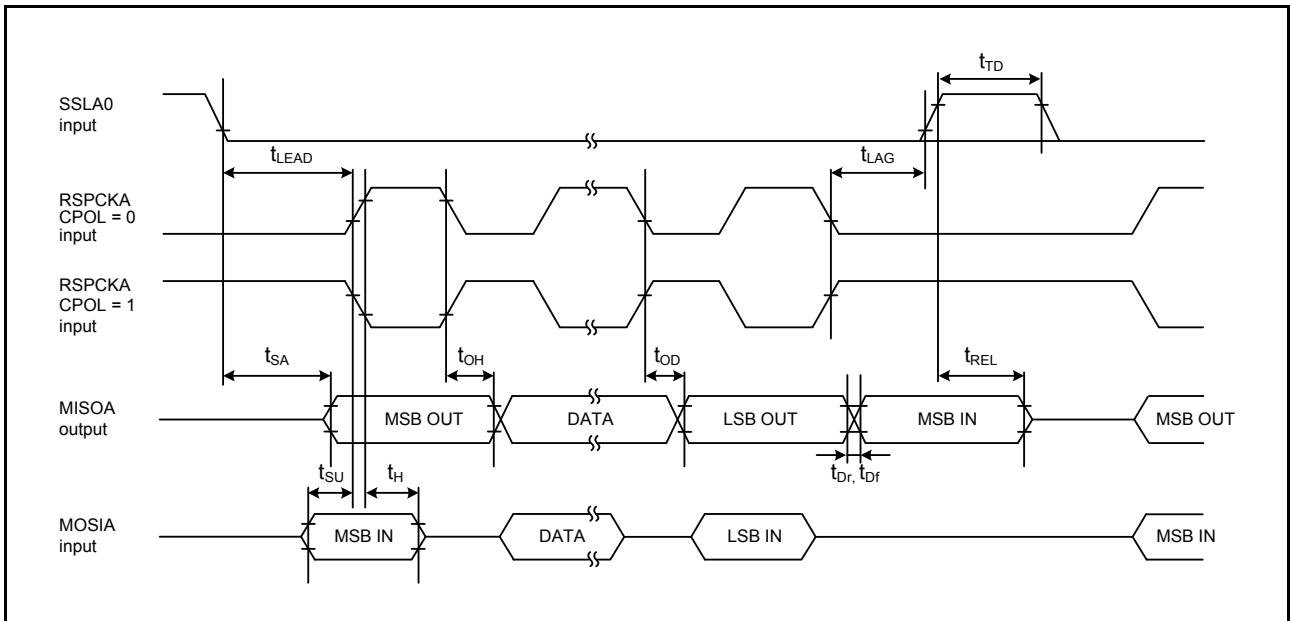 tTD
SSLA0
input
tLEAD
tLAG
RSPCKA
CPOL = 0
input
RSPCKA
CPOL = 1
input
tSA
tOH
tOD
tREL
MISOA
output
MSB OUT
DATA
LSB OUT
MSB IN
MSB OUT
tSU
tH
tDr, tDf
MOSIA
input
MSB IN
DATA
LSB IN
MSB IN